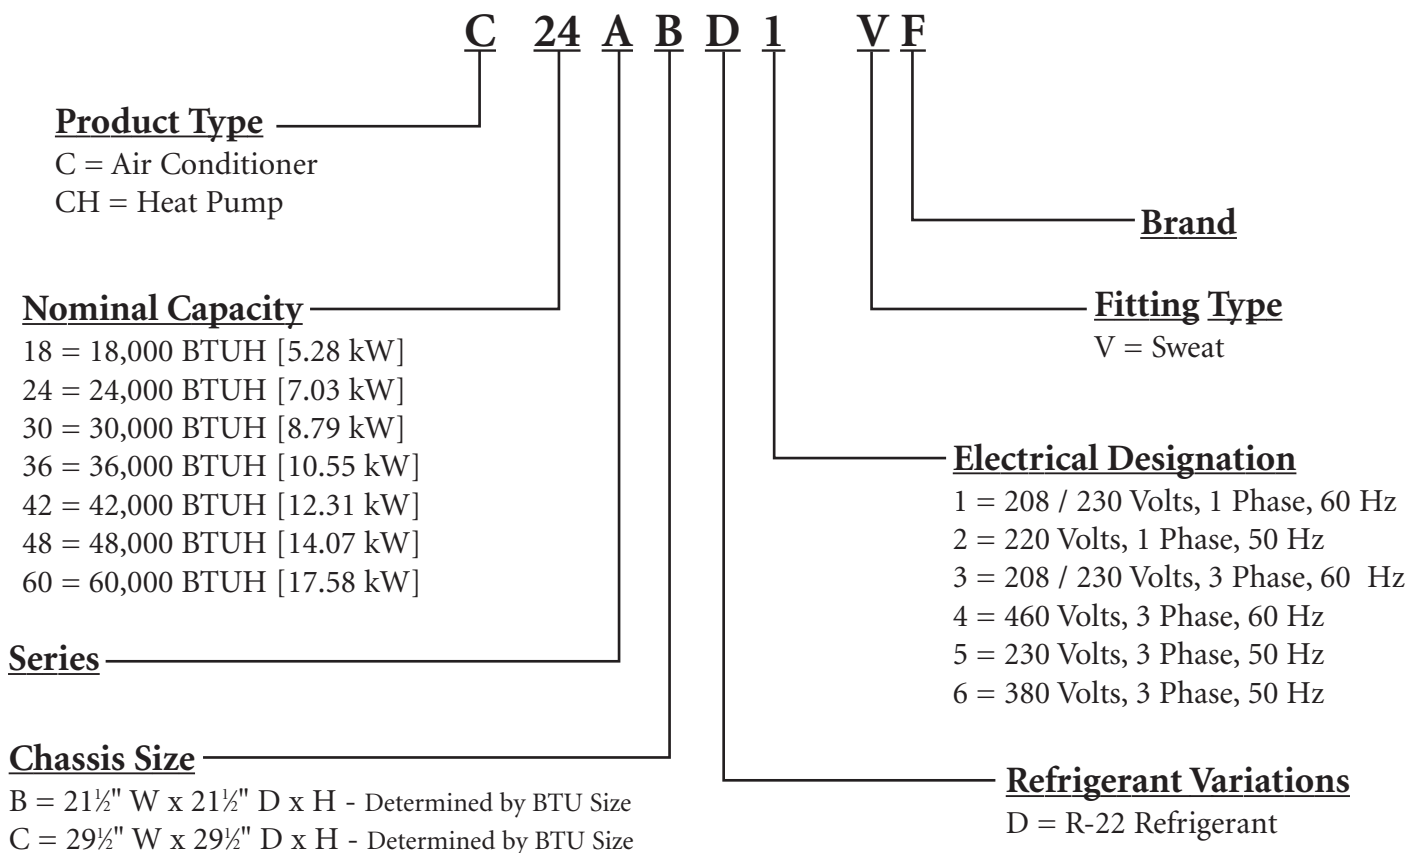 C 24 A B D 1 V F
Product Type
C = Air Conditioner
CH = Heat Pump
Nominal Capacity
18 = 18,000 BTUH [5.28 kW]
24 = 24,000 BTUH [7.03 kW]
30 = 30,000 BTUH [8.79 kW]
36 = 36,000 BTUH [10.55 kW]
42 = 42,000 BTUH [12.31 kW]
48 = 48,000 BTUH [14.07 kW]
60 = 60,000 BTUH [17.58 kW]
Series
Chassis Size
B = 21½" W x 21½" D x H - Determined by BTU Size
C = 29½" W x 29½" D x H - Determined by BTU Size
Brand
Fitting Type
V = Sweat
Electrical Designation
1 = 208 / 230 Volts, 1 Phase, 60 Hz
2 = 220 Volts, 1 Phase, 50 Hz
3 = 208 / 230 Volts, 3 Phase, 60 Hz
4 = 460 Volts, 3 Phase, 60 Hz
5 = 230 Volts, 3 Phase, 50 Hz
6 = 380 Volts, 3 Phase, 50 Hz
Refrigerant Variations
D = R-22 Refrigerant